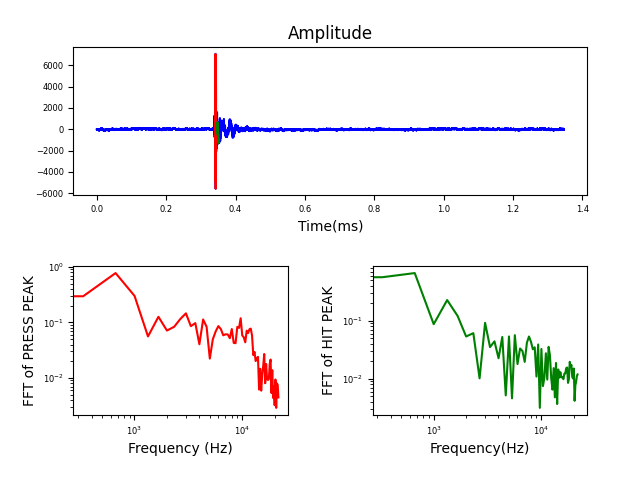 Amplitude
6000
4000
2000
0
−2000
−4000
−6000
0.0 0.2 0.4 0.6 0.8 1.0 1.2 1.4
Time(ms)
FFT of PRESS PEAK
10⁰
10⁻¹
10⁻²
10³ 10⁴
Frequency (Hz)
FFT of HIT PEAK
10⁻¹
10⁻²
10³ 10⁴
Frequency(Hz)